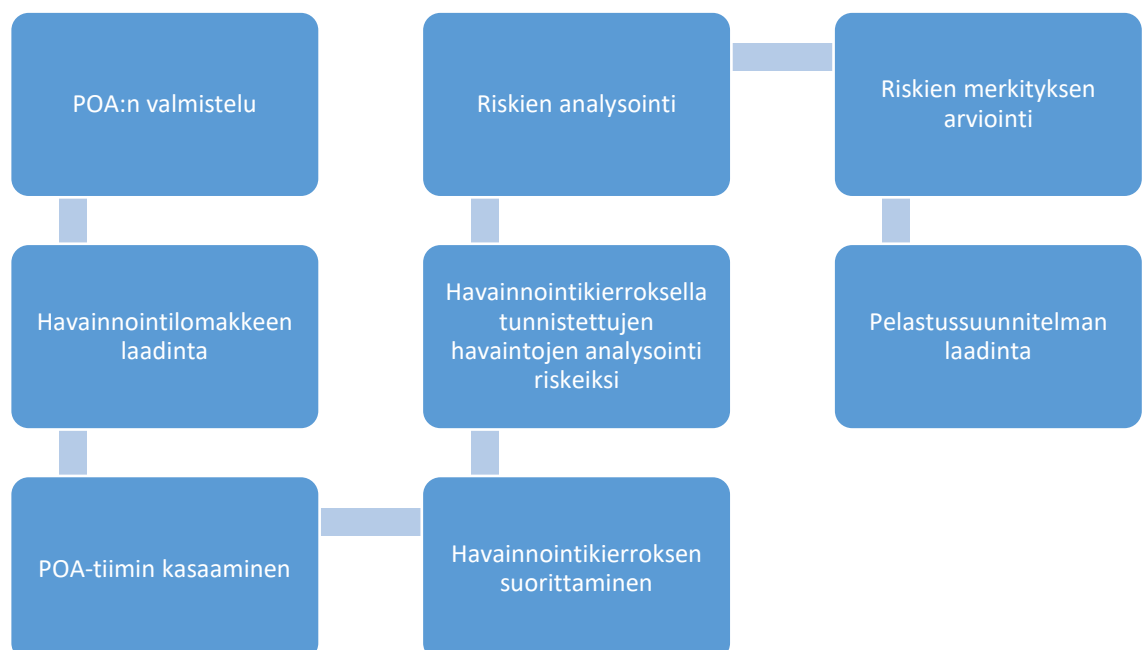 POA:n valmistelu
Havainnointilomakkeen
laadinta
POA-tiimin kasaaminen
Havainnointikierroksen
suorittaminen
Havainnointikierroksella
tunnistettujen
havaintojen analysointi
riskeiksi
Riskien analysointi
Riskien merkityksen
arviointi
Pelastussuunnitelman
laadinta